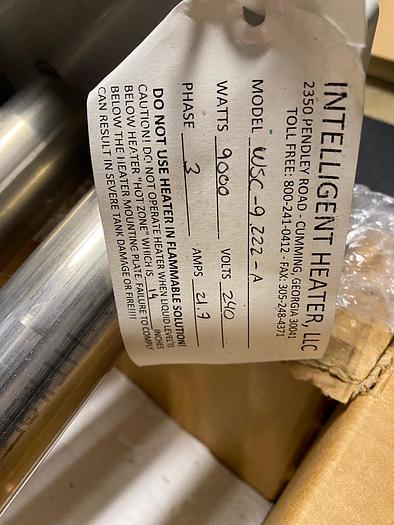 INTELLIGENT HEATER, LLC
2350 PENDLEY ROAD - CUMMING, GEORGIA 30041
TOLL FREE: 800-241-0412 · FAX: 305-248-4371
MODEL WSC-9222-A
WATTS 9000 VOLTS 240
PHASE 3 AMPS 21.7
DO NOT USE HEATER IN FLAMMABLE SOLUTION!
CAUTION! DO NOT OPERATE HEATER WHEN LIQUID LEVEL IS
BELOW HEATER "HOT ZONE" WHICH IS 14 INCHES
BELOW THE HEATER MOUNTING PLATE. FAILURE TO COMPLY
CAN RESULT IN SEVERE TANK DAMAGE OR FIRE!!!